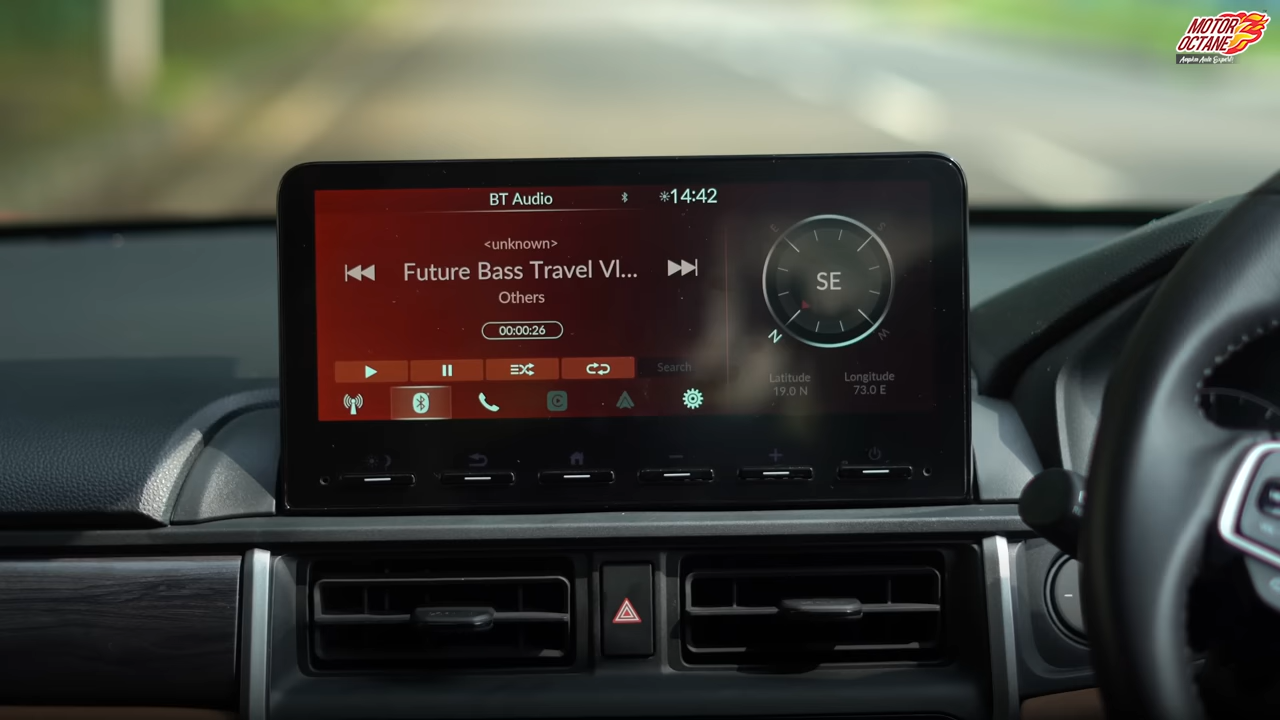 MOTOR
OCTANE
BT Audio
14:42
<unknown>
Future Bass Travel Vl...
Others
00:00:26
Search
SE
E
S
N
W
Latitude
19.0 N
Longitude
73.0 E